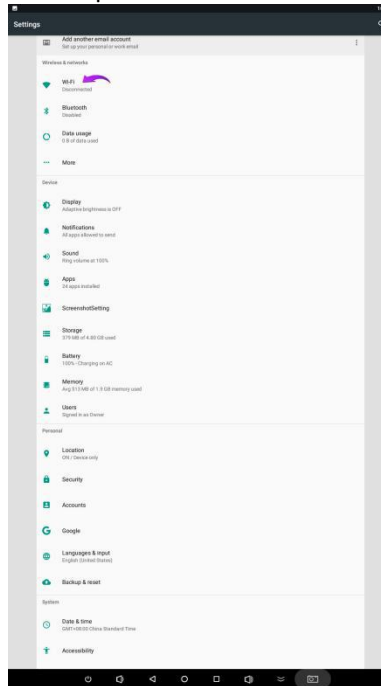 Settings
Add another email account
Set up your personal or work email
Wireless & networks
Wi-Fi
Disconnected
Bluetooth
Disabled
Data usage
0 B of data used
More
Device
Display
Adaptive brightness is OFF
Notifications
All apps allowed to send
Sound
Ring volume at 100%
Apps
24 apps installed
ScreenshotSetting
Storage
379 MB of 4.80 GB used
Battery
100% - Charging on AC
Memory
Avg 513 MB of 1.9 GB memory used
Users
Signed in as Owner
Personal
Location
ON / Device only
Security
Accounts
Google
Languages & input
English (United States)
Backup & reset
System
Date & time
GMT+08:00 China Standard Time
Accessibility